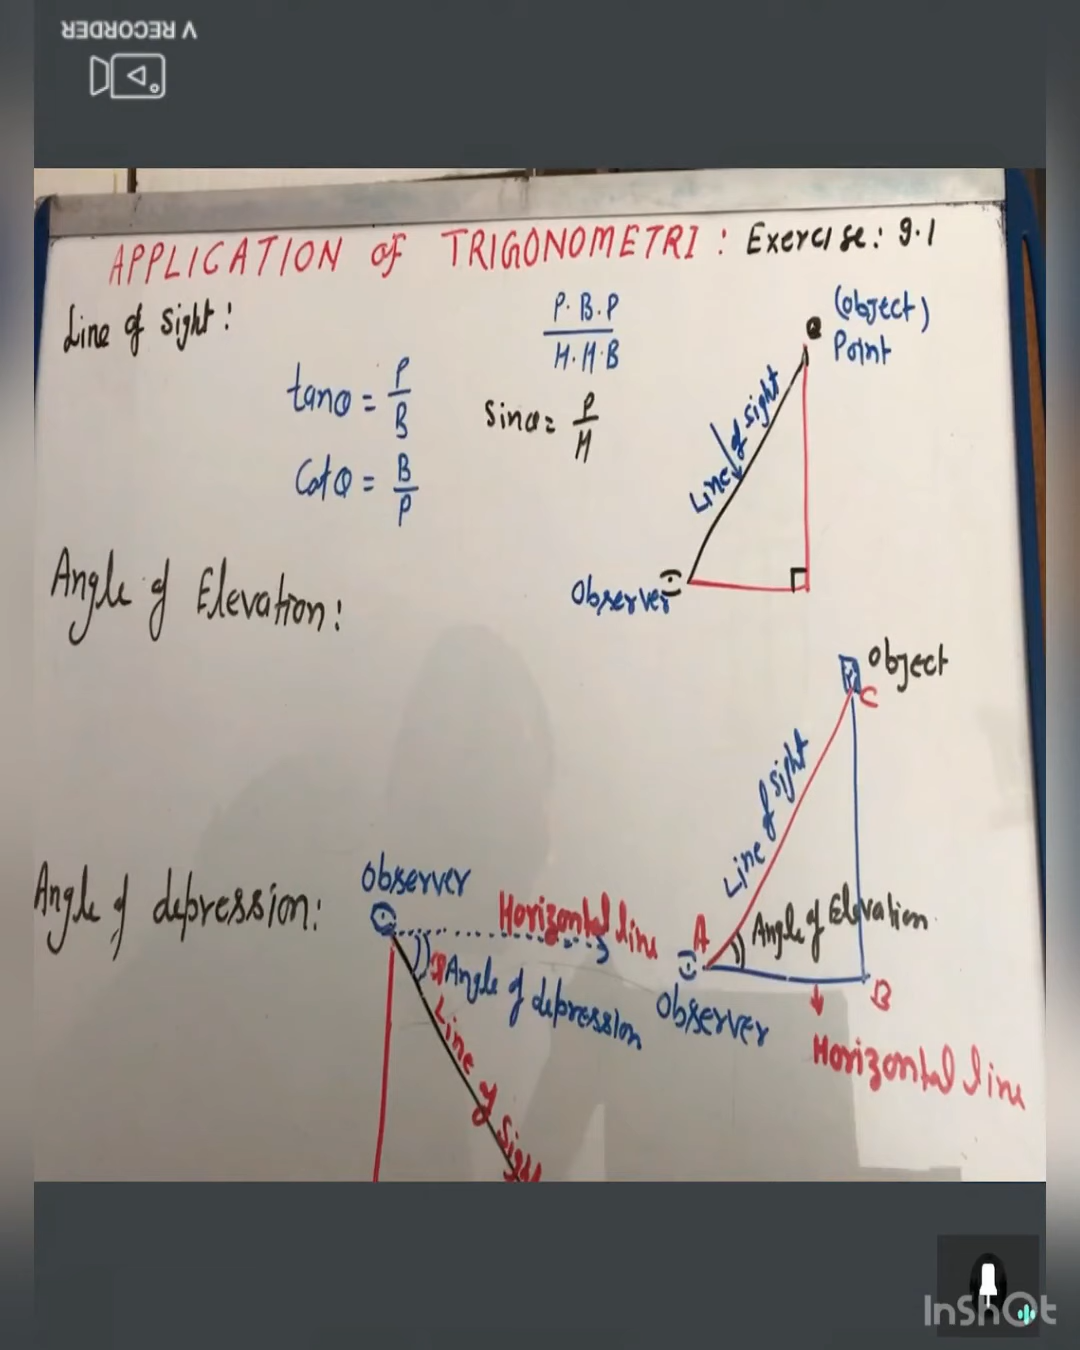 V RECORDER
APPLICATION of TRIGONOMETRI : Exercise: 9.1
Line of Sight :
P. B. P
H. H. B
(object)
Point
tanθ = P/B
Sinθ = P/H
Line of sight
Cotθ = B/P
Observer
Angle of Elevation :
Object
C
Line of sight
Angle of depression :
Observer
Horizontal line
A
Angle of Elevation
Angle of depression
Observer
B
Horizontal line
Line of Sight
InShOt